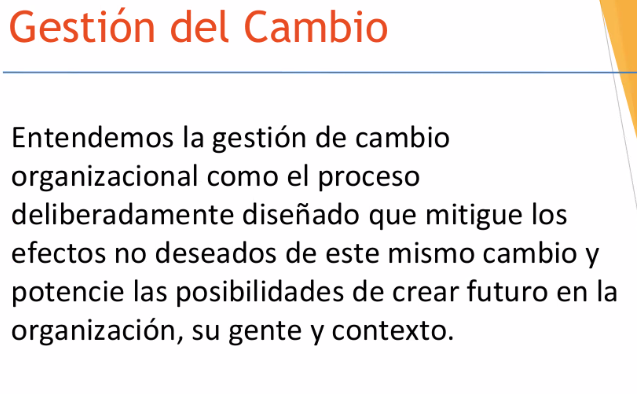 Gestión del Cambio
Entendemos la gestión de cambio
organizacional como el proceso
deliberadamente diseñado que mitigue los
efectos no deseados de este mismo cambio y
potencie las posibilidades de crear futuro en la
organización, su gente y contexto.